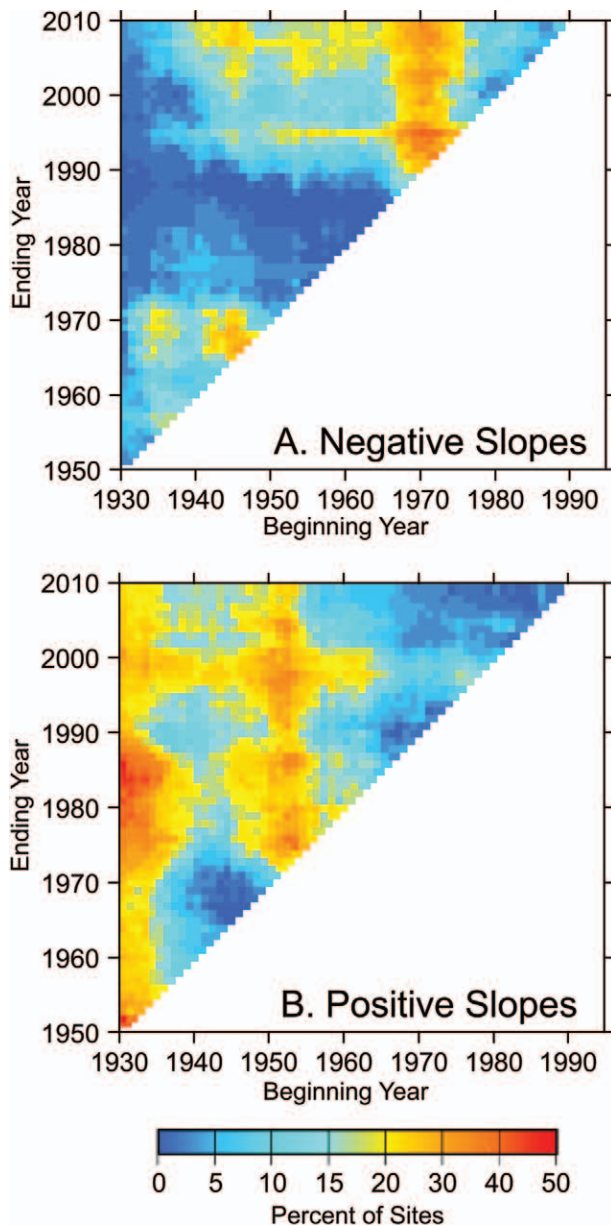 2010
2000
1990
1980
1970
1960
1950
Ending Year
A. Negative Slopes
1930 1940 1950 1960 1970 1980 1990
Beginning Year
2010
2000
1990
1980
1970
1960
1950
Ending Year
B. Positive Slopes
1930 1940 1950 1960 1970 1980 1990
Beginning Year
0 5 10 15 20 30 40 50
Percent of Sites